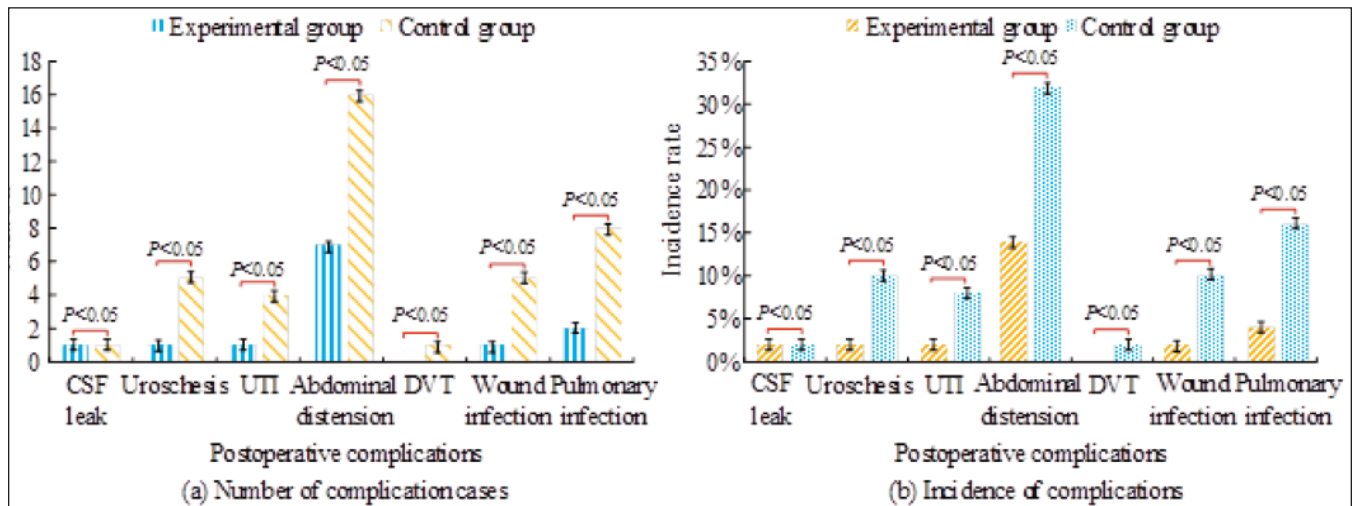 Experimental group Control group
18
16
14
12
10
8
6
4
2
0
P<0.05
P<0.05
P<0.05
P<0.05
P<0.05
P<0.05
P<0.05
CSF leak
Uroschesis
UTI
Abdominal distension
DVT
Wound infection
Pulmonary infection
Postoperative complications
(a) Number of complication cases
Experimental group Control group
Incidence rate
35%
30%
25%
20%
15%
10%
5%
0%
P<0.05
P<0.05
P<0.05
P<0.05
P<0.05
P<0.05
P<0.05
CSF leak
Uroschesis
UTI
Abdominal distension
DVT
Wound infection
Pulmonary infection
Postoperative complications
(b) Incidence of complications